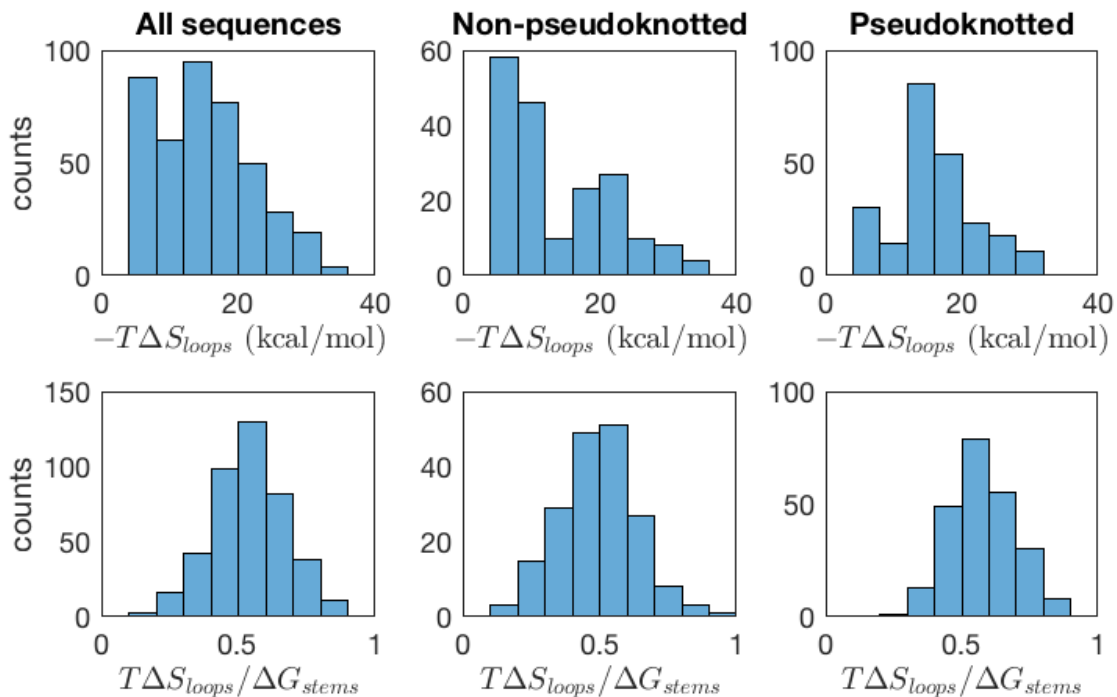 All sequences
Non-pseudoknotted
Pseudoknotted
100
50
0
counts
0 20 40
−TΔS_loops (kcal/mol)
60
40
20
0
0 20 40
−TΔS_loops (kcal/mol)
100
50
0
0 20 40
−TΔS_loops (kcal/mol)
150
100
50
0
counts
0 0.5 1
TΔS_loops/ΔG_stems
60
40
20
0
0 0.5 1
TΔS_loops/ΔG_stems
100
50
0
0 0.5 1
TΔS_loops/ΔG_stems